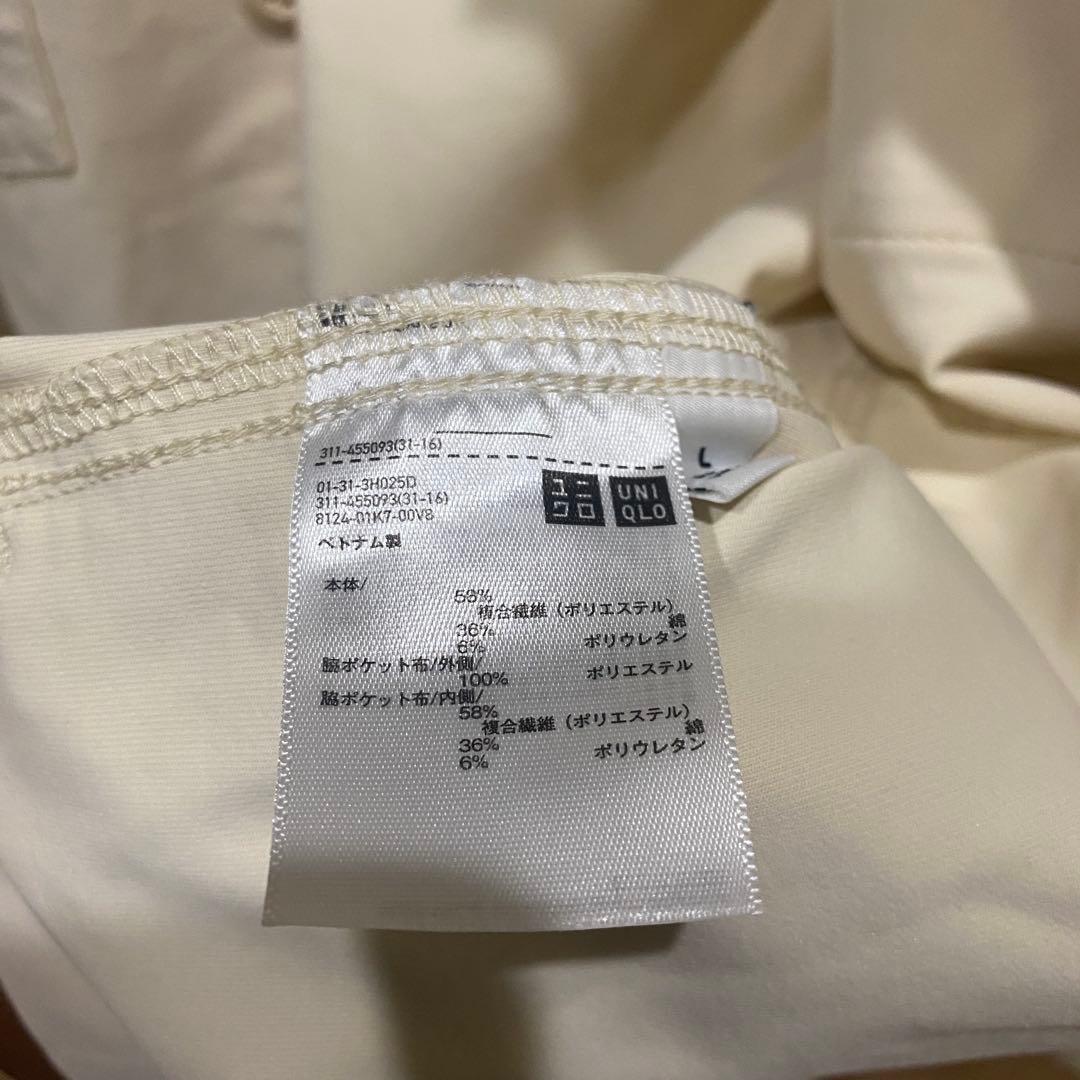 311-455093(31-16)
01-31-3H025D
311-455093(31-16)
8124-01K7-00V8
ベトナム製
ユニ
クロ
UNI
QLO
L
本体/
58%
複合繊維(ポリエステル)
36%
綿
6%
ポリウレタン
脇ポケット布/外側/
100%
ポリエステル
脇ポケット布/内側/
58%
複合繊維(ポリエステル)
36%
綿
6%
ポリウレタン